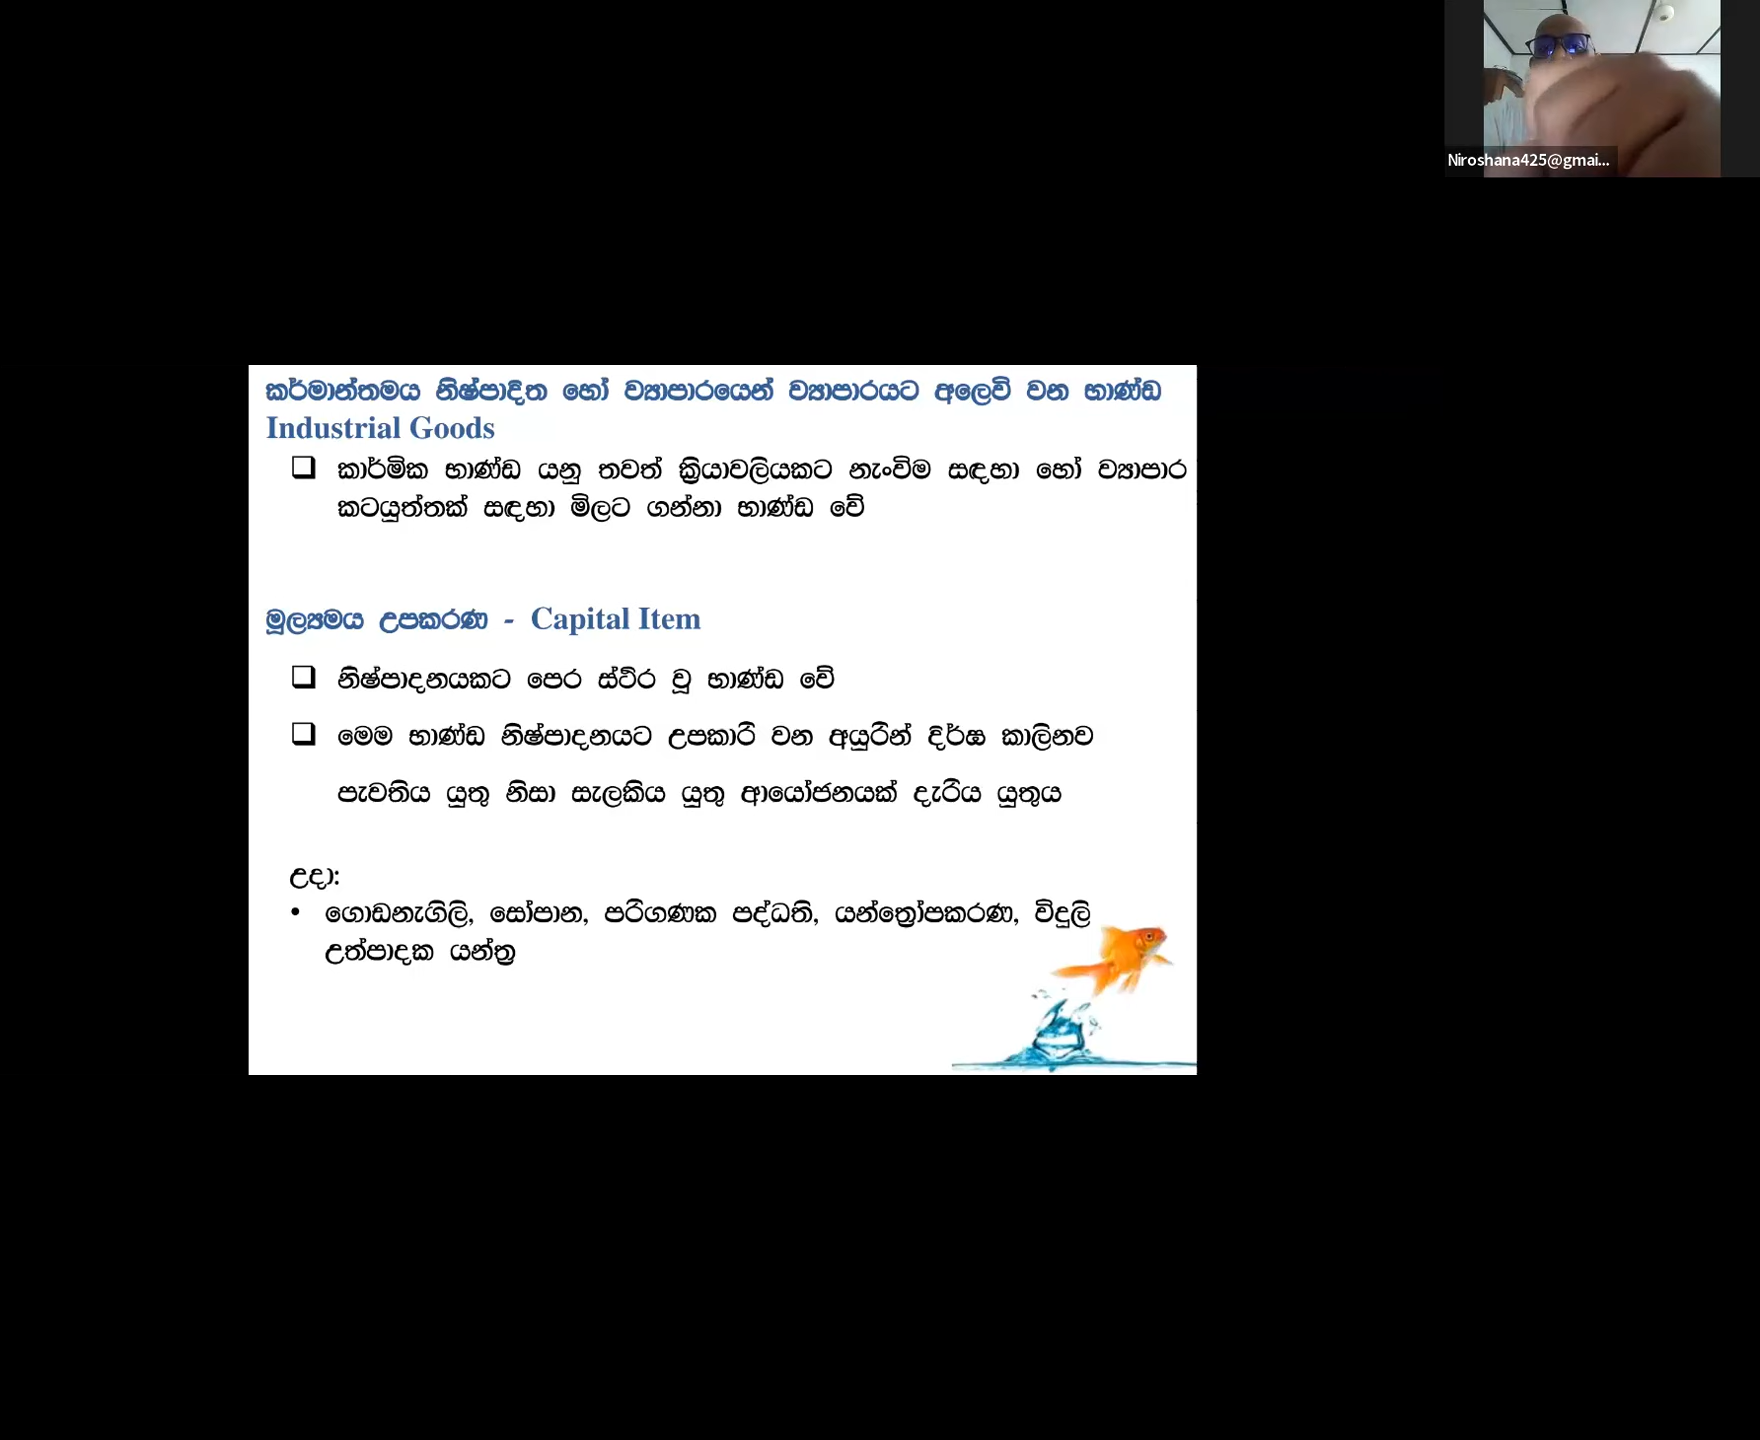 Niroshana425@gmai...
කර්මාන්තමය නිෂ්පාදිත හෝ ව්‍යාපාරයෙන් ව්‍යාපාරයට අලෙවි වන භාණ්ඩ
Industrial Goods
❑ කාර්මික භාණ්ඩ යනු තවත් ක්‍රියාවලියකට නැංවීම සඳහා හෝ ව්‍යාපාර
කටයුත්තක් සඳහා මිලට ගන්නා භාණ්ඩ වේ
මූල්‍යමය උපකරණ - Capital Item
❑ නිෂ්පාදනයකට පෙර ස්ථිර වූ භාණ්ඩ වේ
❑ මෙම භාණ්ඩ නිෂ්පාදනයට උපකාරී වන අයුරින් දිර්ඝ කාලිනව
පැවතිය යුතු නිසා සැලකිය යුතු ආයෝජනයක් දැරිය යුතුය
උදා:
• ගොඩනැගිලි, සෝපාන, පරිගණක පද්ධති, යන්ත්‍රෝපකරණ, විදුලි
උත්පාදක යන්ත්‍ර